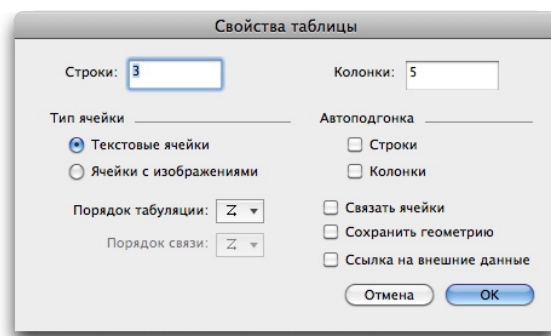 Свойства таблицы
Строки: 3 Колонки: 5
Тип ячейки Автоподгонка
Текстовые ячейки Строки
Ячейки с изображениями Колонки
Порядок табуляции: Связать ячейки
Порядок связи: Сохранить геометрию
Ссылка на внешние данные
Отмена OK